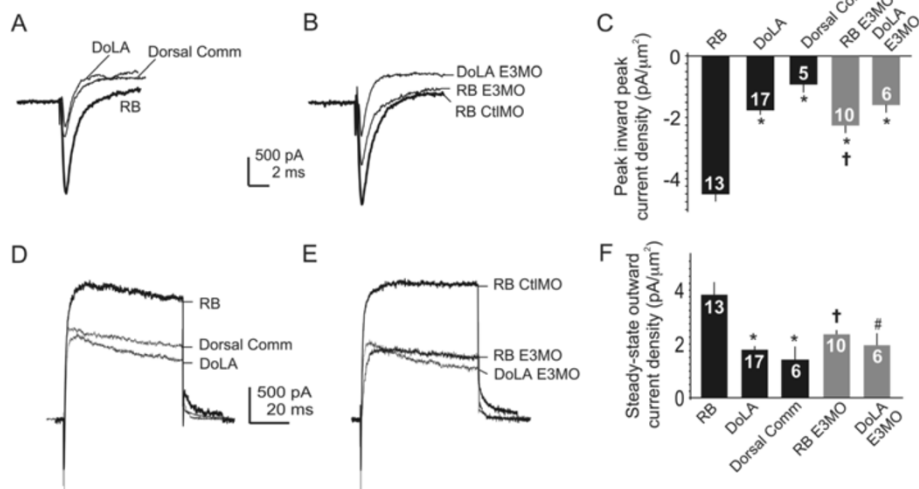 A
DoLA
Dorsal Comm
RB
500 pA
2 ms
B
DoLA E3MO
RB E3MO
RB CtlMO
C
RB
DoLA
RB E3MO
DoLA
E3MO
Peak inward peak
current density (pA/µm²)
0
-2
-4
13
17
*
5
*
10
*
†
6
*
D
RB
Dorsal Comm
DoLA
500 pA
20 ms
E
RB CtlMO
RB E3MO
DoLA E3MO
F
Steady-state outward
current density (pA/µm²)
4
2
0
13
*
17
*
6
†
10
#
6
RB
DoLA
Dorsal Comm
RB E3MO
DoLA
E3MO